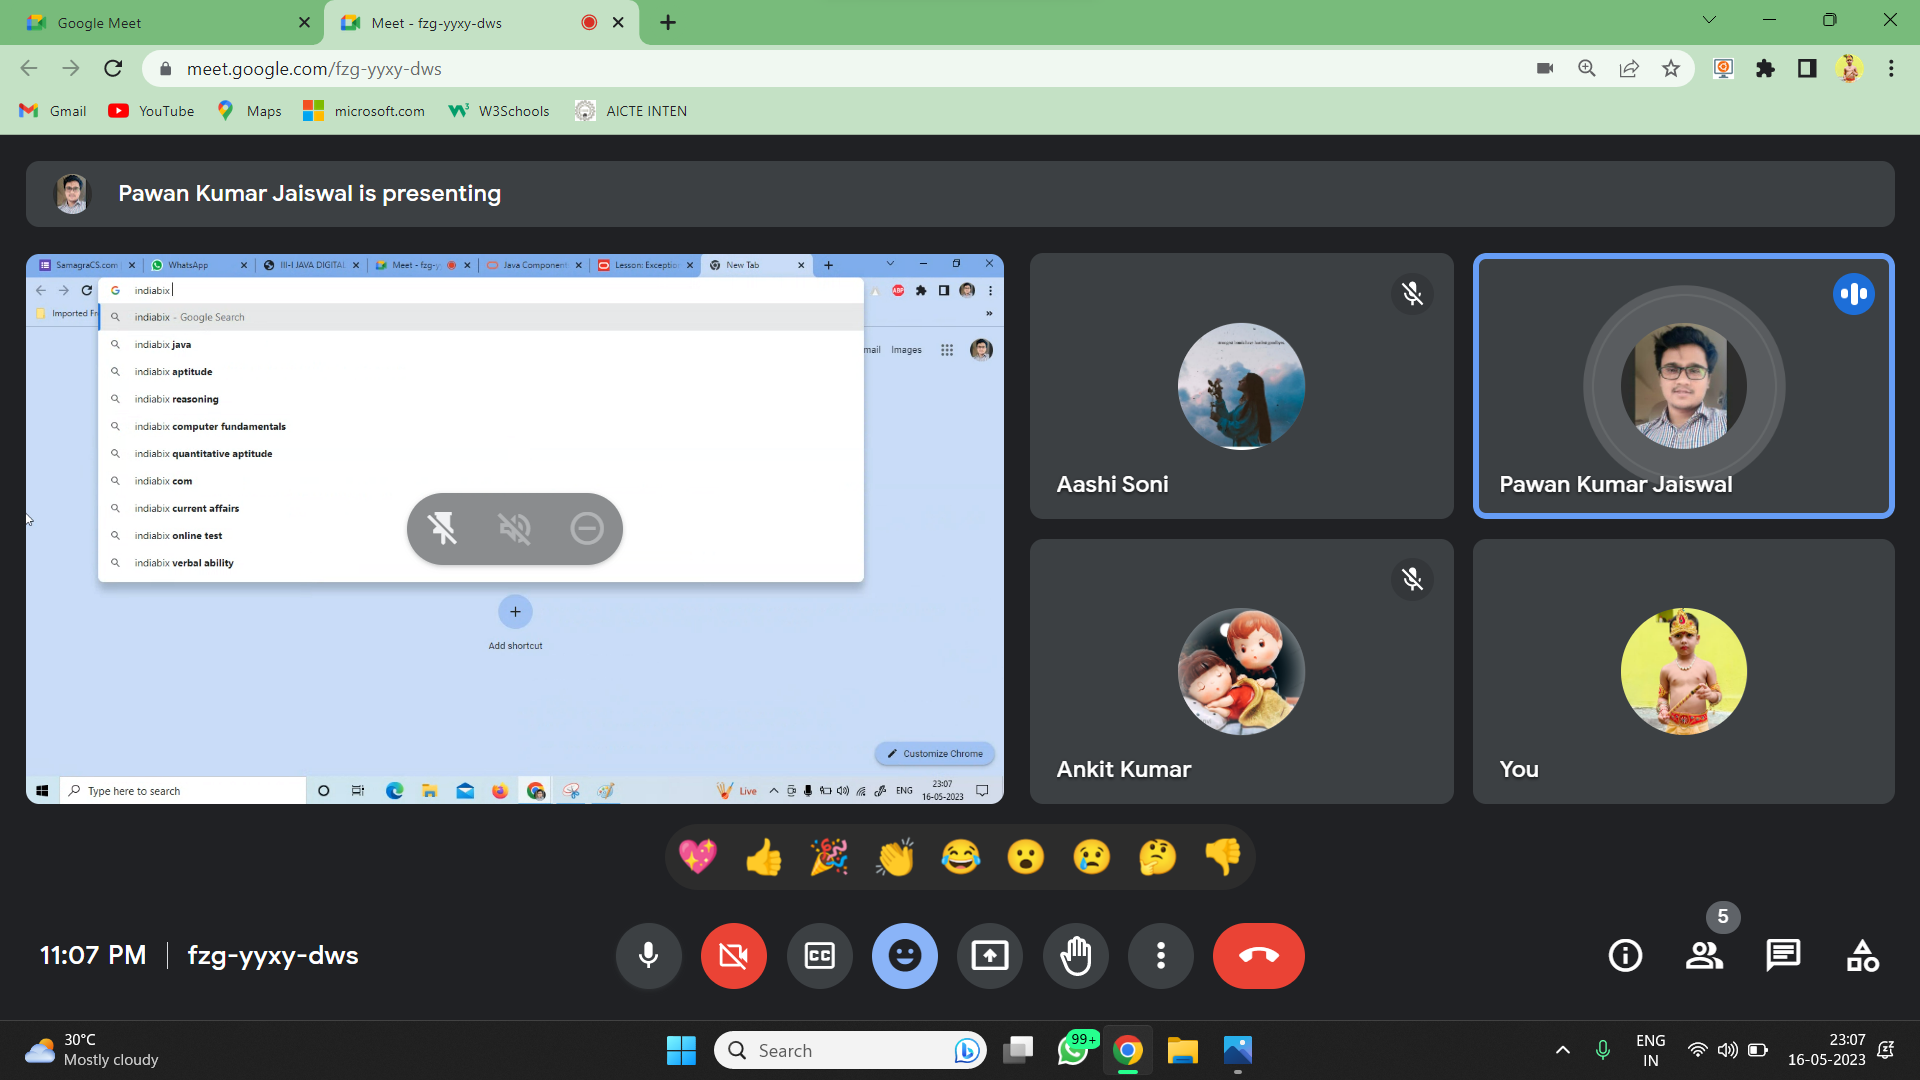 Google Meet
Meet - fzg-yyxy-dws
meet.google.com/fzg-yyxy-dws
Gmail
YouTube
Maps
microsoft.com
W3Schools
AICTE INTEN
Pawan Kumar Jaiswal is presenting
SamagraCS.com
WhatsApp
III-I JAVA DIGITAL
Meet - fzg-y
Java Component
Lesson: Exceptio
New Tab
indiabix
Imported Fr
indiabix - Google Search
indiabix java
mail
Images
indiabix aptitude
indiabix reasoning
indiabix computer fundamentals
indiabix quantitative aptitude
indiabix com
indiabix current affairs
indiabix online test
indiabix verbal ability
Add shortcut
Customize Chrome
Type here to search
Live
ENG
23:07
16-05-2023
Aashi Soni
Pawan Kumar Jaiswal
Ankit Kumar
You
11:07 PM
fzg-yyxy-dws
CC
5
30°C
Mostly cloudy
Search
99+
ENG
IN
23:07
16-05-2023